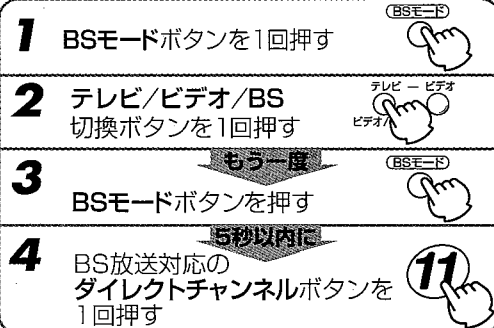 1 BSモードボタンを1回押す
BSモード
2 テレビ/ビデオ/BS
切換ボタンを1回押す
テレビ ー ビデオ
ビデオ/
もう一度
3
BSモードボタンを押す
BSモード
5秒以内に
4 BS放送対応の
ダイレクトチャンネルボタンを
1回押す
11